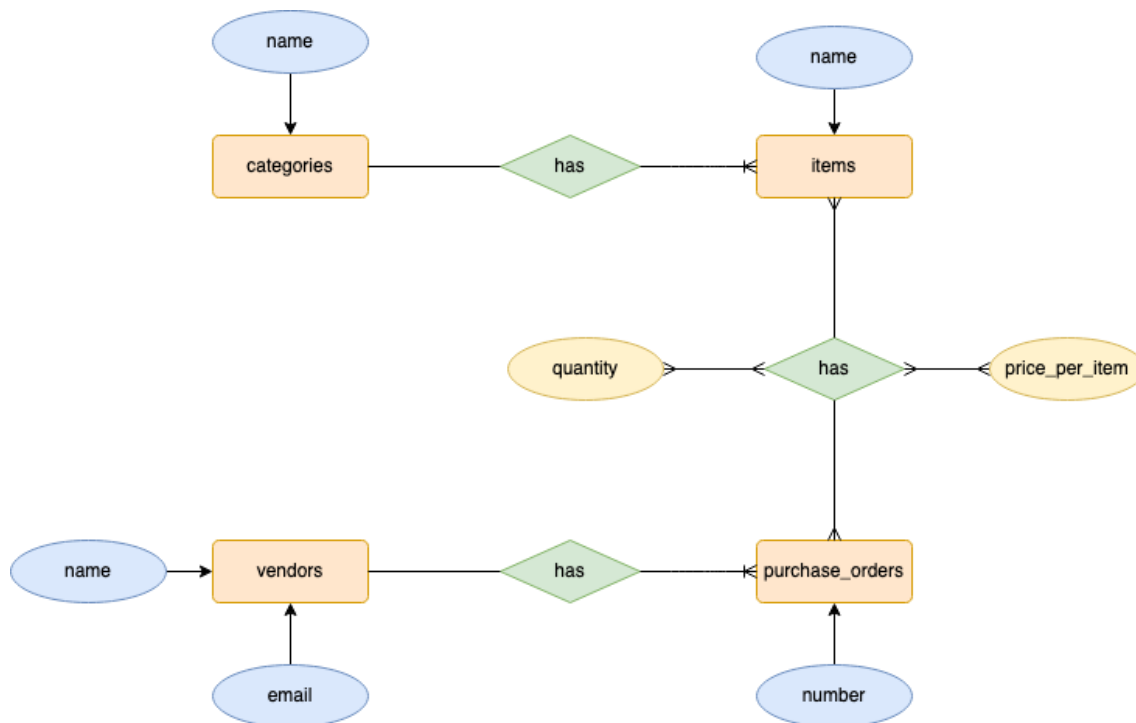 name
name
categories
has
items
quantity
has
price_per_item
name
vendors
has
purchase_orders
email
number